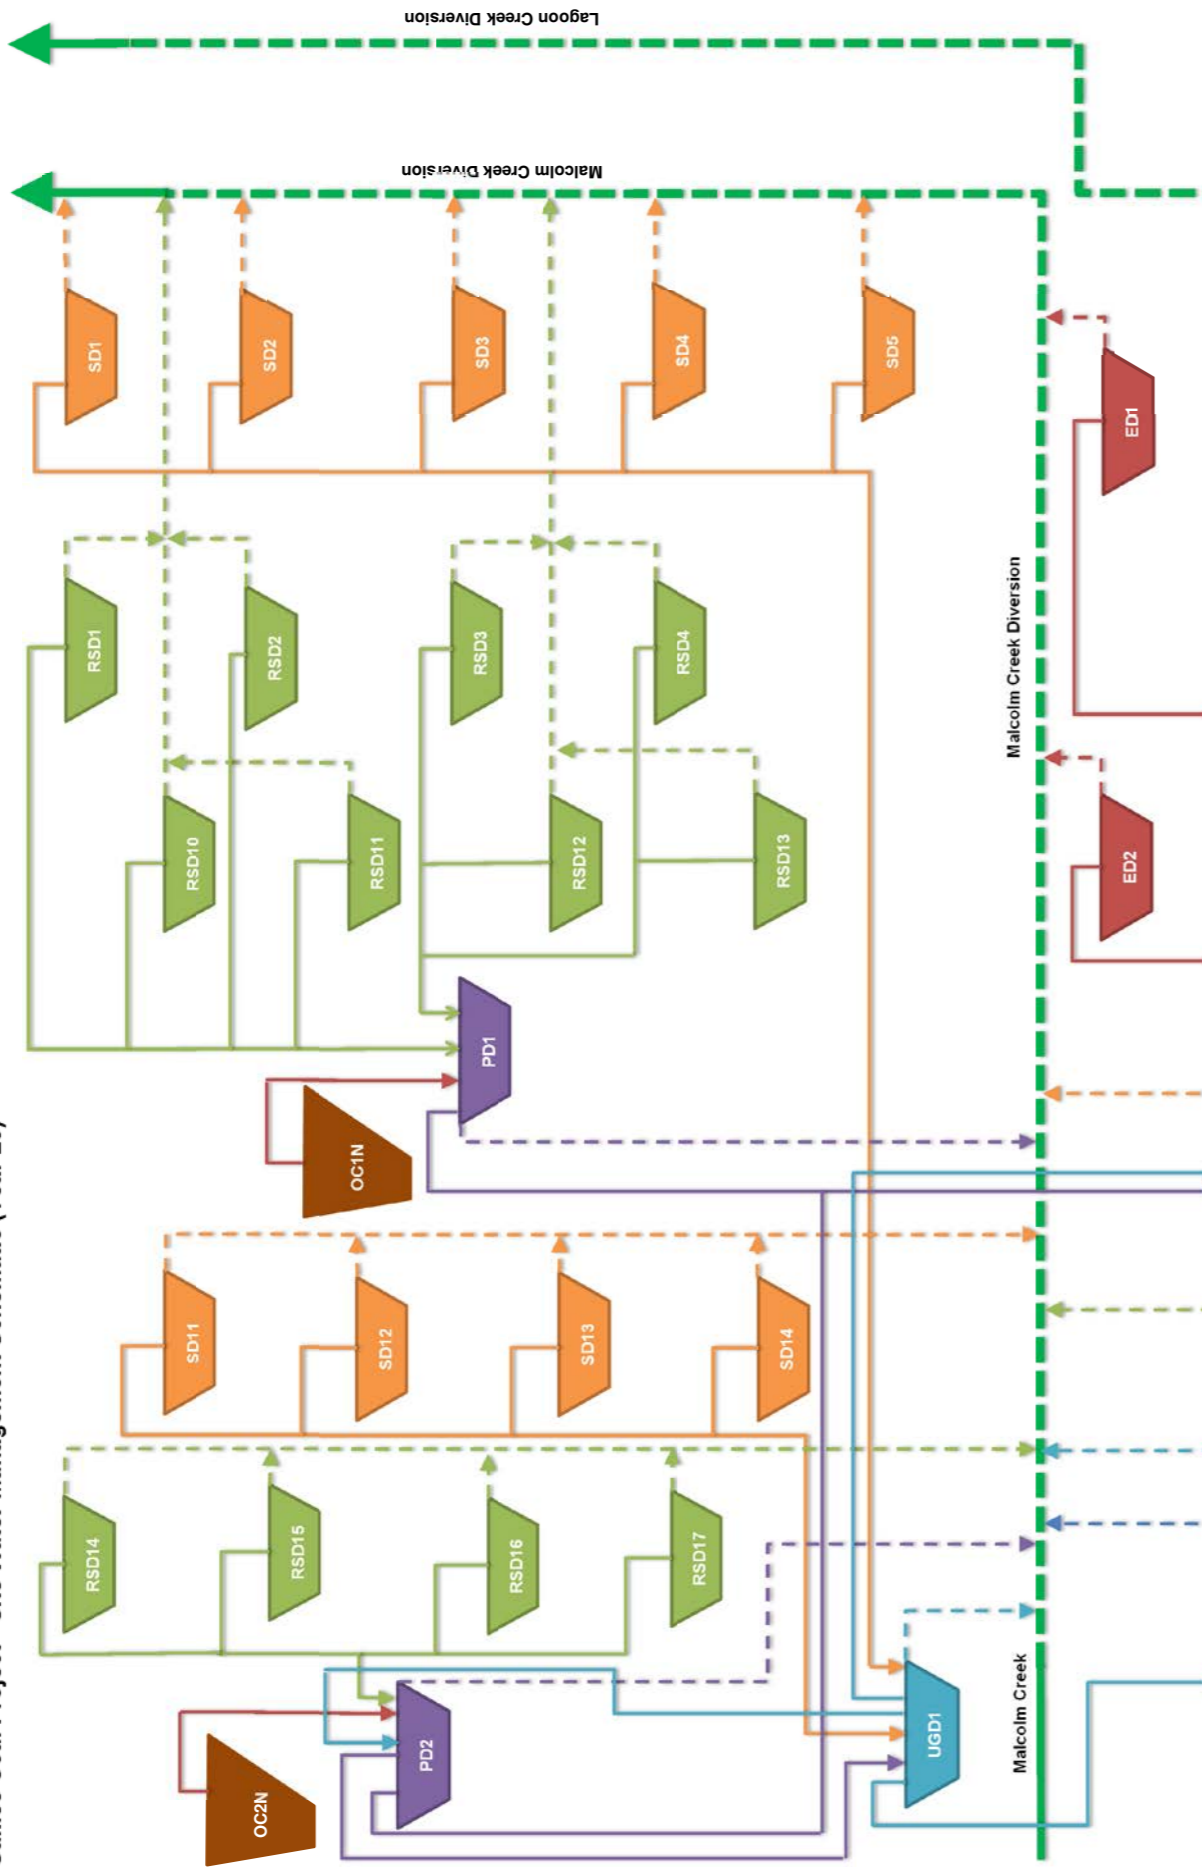 Lagoon Creek Diversion
Malcolm Creek Diversion
SD1
SD2
SD3
SD4
SD5
ED1
RSD1
RSD2
RSD3
RSD4
Malcolm Creek Diversion
RSD10
RSD11
RSD12
RSD13
ED2
PD1
OC1N
SD11
SD12
SD13
SD14
RSD14
RSD15
RSD16
RSD17
OC2N
PD2
UGD1
Malcolm Creek